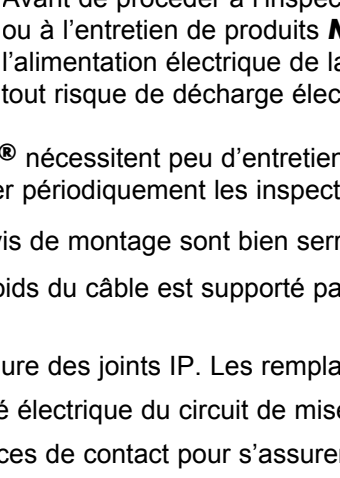 Avant de procéder à l'inspec
ou à l'entretien de produits
l'alimentation électrique de la
tout risque de décharge élec
® nécessitent peu d'entretien
er périodiquement les inspect
vis de montage sont bien serr
oids du câble est supporté pa
ure des joints IP. Les rempla
é électrique du circuit de mise
ces de contact pour s'assurer